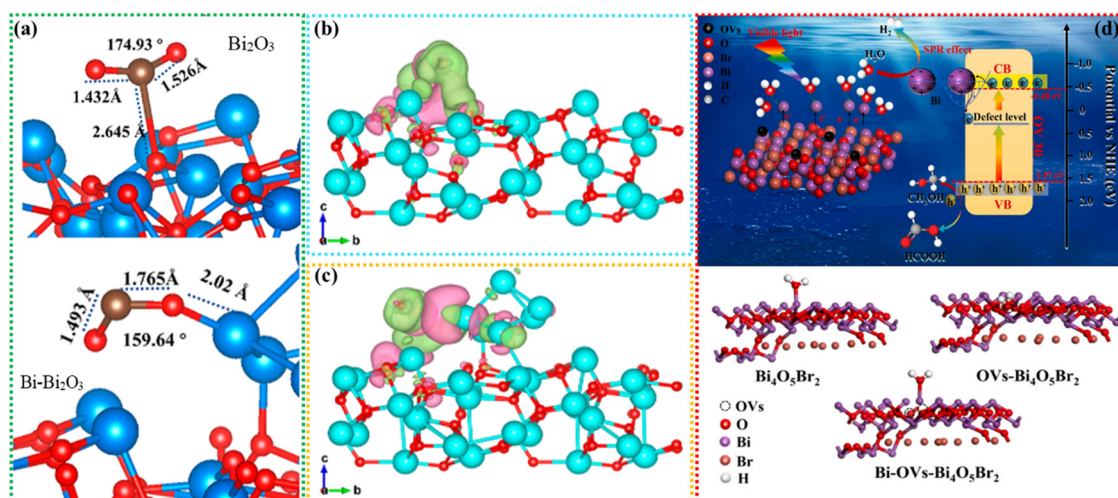 (a)
174.93 °
Bi₂O₃
1.432Å
1.526Å
2.645 Å
1.765Å
2.02 Å
1.493 Å
159.64 °
Bi-Bi₂O₃
(b)
c
a
b
(c)
c
a
b
(d)
OVs
O
Br
Bi
H
C
Visible light
H₂
H₂O
SPR effect
Bi
CB
Defect level
OV-30
VB
h⁺ h⁺ h⁺ h⁺ h⁺ h⁺
CH₃OH
HCOOH
-1.0
-0.5
0
0.5
1.0
1.5
2.0
Potential vs NHE (eV)
Bi₄O₅Br₂
OVs-Bi₄O₅Br₂
OVs
O
Bi
Br
H
Bi-OVs-Bi₄O₅Br₂